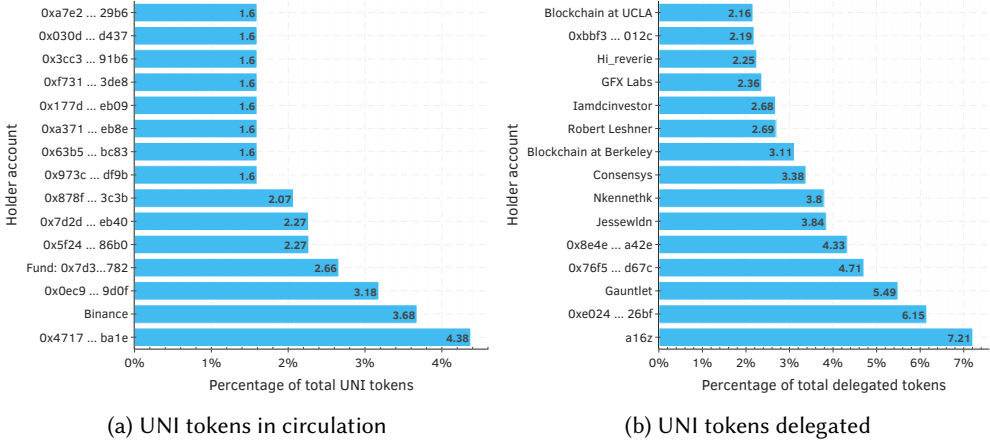 Holder account
0xa7e2 ... 29b6 1.6
0x030d ... d437 1.6
0x3cc3 ... 91b6 1.6
0xf731 ... 3de8 1.6
0x177d ... eb09 1.6
0xa371 ... eb8e 1.6
0x63b5 ... bc83 1.6
0x973c ... df9b 1.6
0x878f ... 3c3b 2.07
0x7d2d ... eb40 2.27
0x5f24 ... 86b0 2.27
Fund: 0x7d3...782 2.66
0x0ec9 ... 9d0f 3.18
Binance 3.68
0x4717 ... ba1e 4.38
0% 1% 2% 3% 4%
Percentage of total UNI tokens
(a) UNI tokens in circulation
Holder account
Blockchain at UCLA 2.16
0xbbf3 ... 012c 2.19
Hi_reverie 2.25
GFX Labs 2.36
Iamdcinvestor 2.68
Robert Leshner 2.69
Blockchain at Berkeley 3.11
Consensys 3.38
Nkennethk 3.8
Jessewldn 3.84
0x8e4e ... a42e 4.33
0x76f5 ... d67c 4.71
Gauntlet 5.49
0xe024 ... 26bf 6.15
a16z 7.21
0% 1% 2% 3% 4% 5% 6% 7%
Percentage of total delegated tokens
(b) UNI tokens delegated